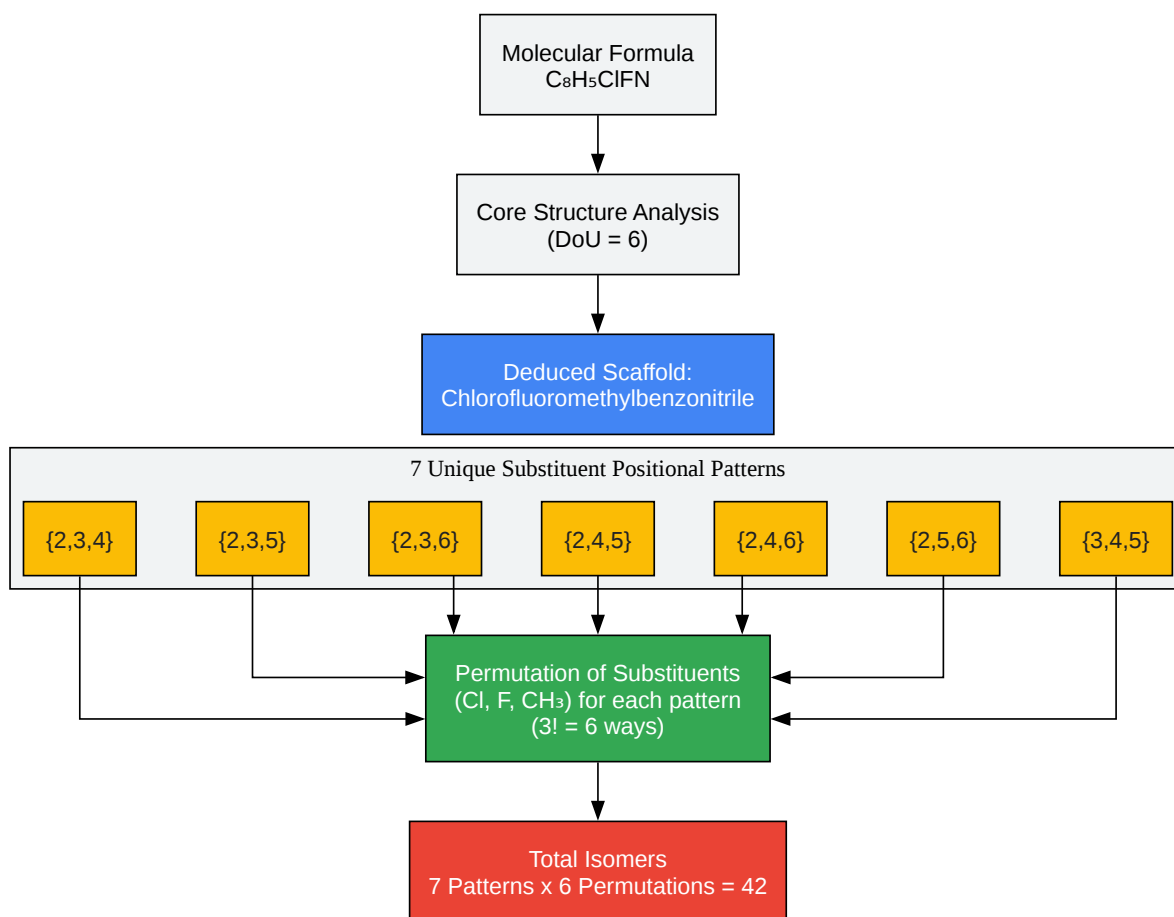 Molecular Formula
C₈H₅ClFN
Core Structure Analysis
(DoU = 6)
Deduced Scaffold:
Chlorofluoromethylbenzonitrile
7 Unique Substituent Positional Patterns
{2,3,4}
{2,3,5}
{2,3,6}
{2,4,5}
{2,4,6}
{2,5,6}
{3,4,5}
Permutation of Substituents
(Cl, F, CH₃) for each pattern
(3! = 6 ways)
Total Isomers
7 Patterns x 6 Permutations = 42